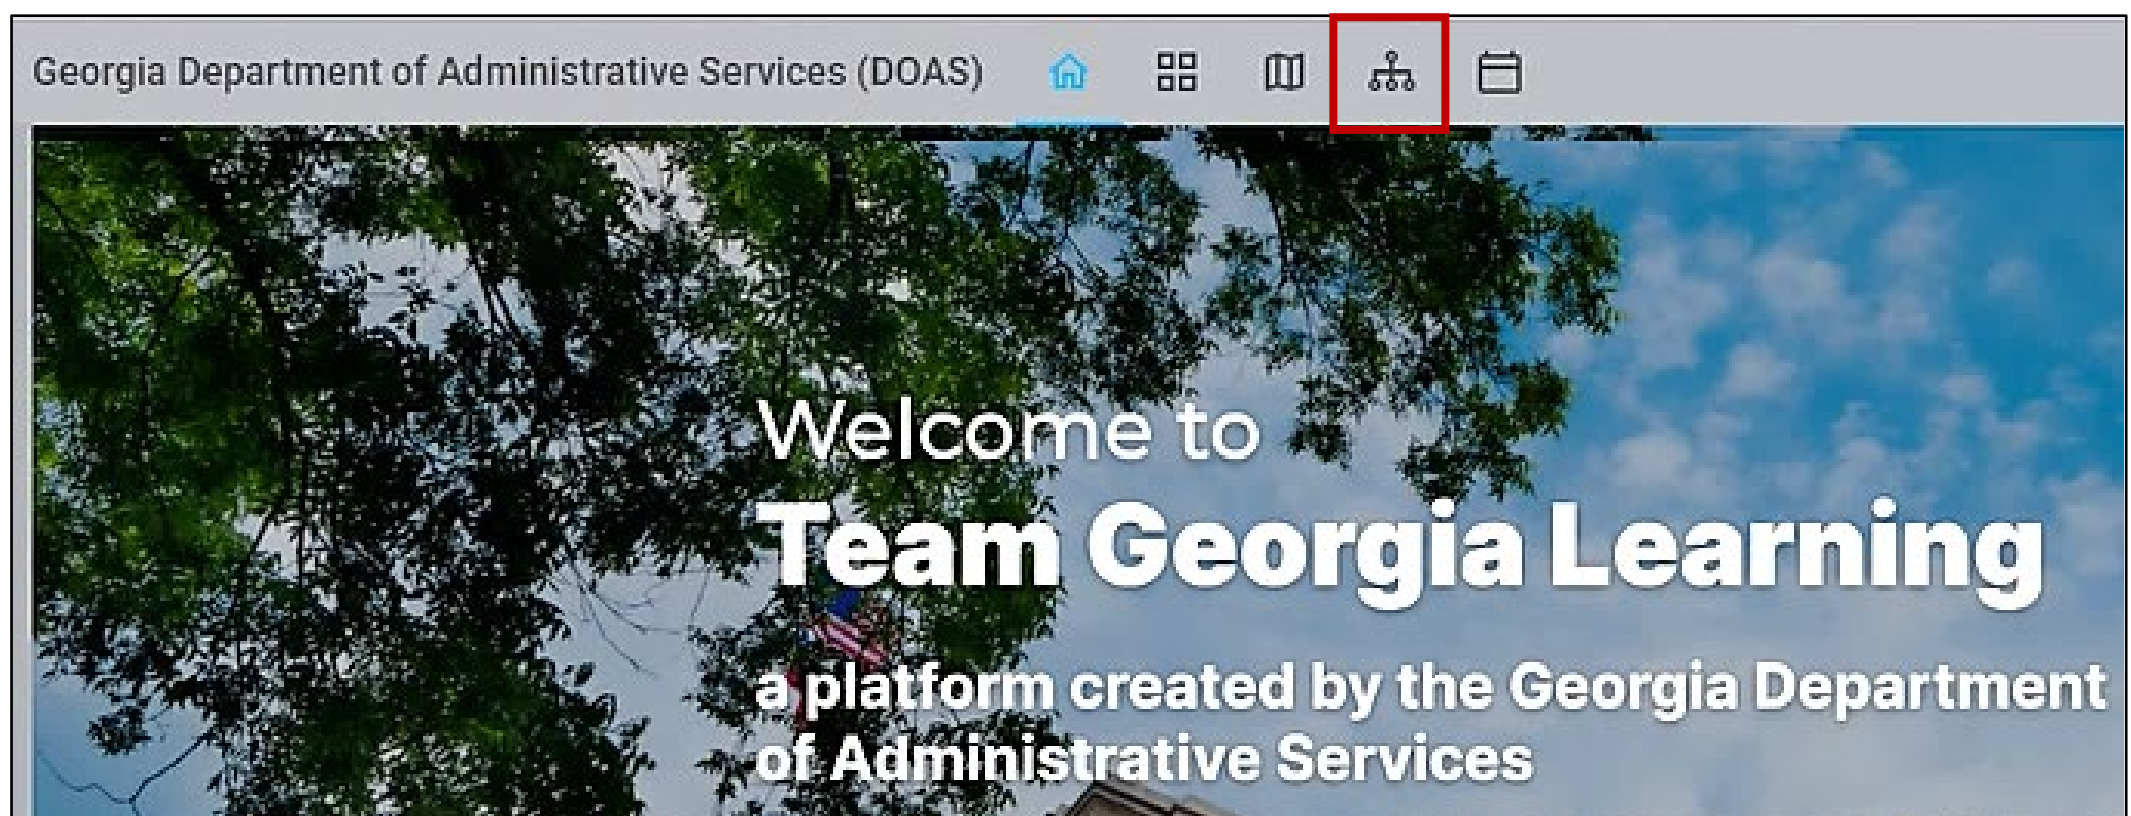 Georgia Department of Administrative Services (DOAS)
Welcome to
Team Georgia Learning
a platform created by the Georgia Department
of Administrative Services